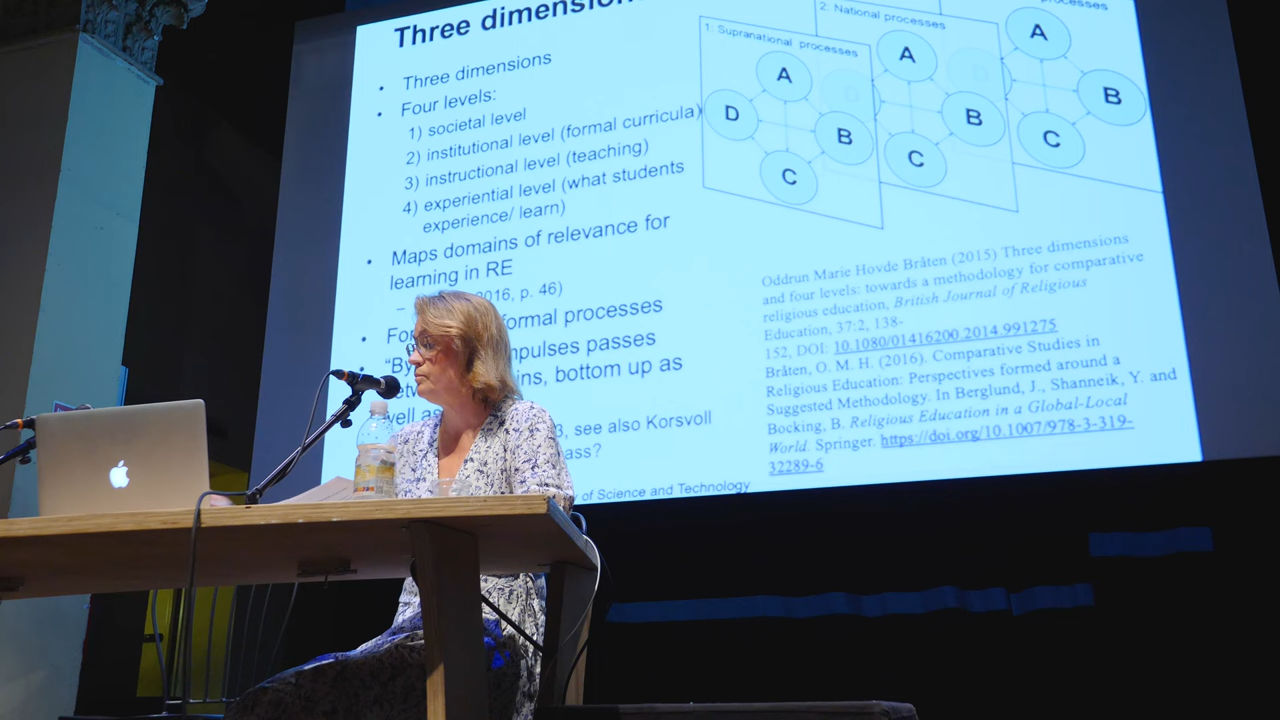 Three dimension
• Three dimensions
• Four levels:
1) societal level
2) institutional level (formal curricula)
3) instructional level (teaching)
4) experiential level (what students
experience/ learn)
• Maps domains of relevance for
learning in RE
– 2016, p. 46)
• For formal processes
"By impulses passes
bottom up as
well as
see also Korsvoll
of Science and Technology
1: Supranational processes
A
D
B
C
2: National processes
A
D
B
C
processes
A
B
C
Oddrun Marie Hovde Bråten (2015) Three dimensions
and four levels: towards a methodology for comparative
religious education, British Journal of Religious
Education, 37:2, 138-
152, DOI: 10.1080/01416200.2014.991275
Bråten, O. M. H. (2016). Comparative Studies in
Religious Education: Perspectives formed around a
Suggested Methodology. In Berglund, J., Shanneik, Y. and
Bocking, B. Religious Education in a Global-Local
World. Springer. https://doi.org/10.1007/978-3-319-
32289-6